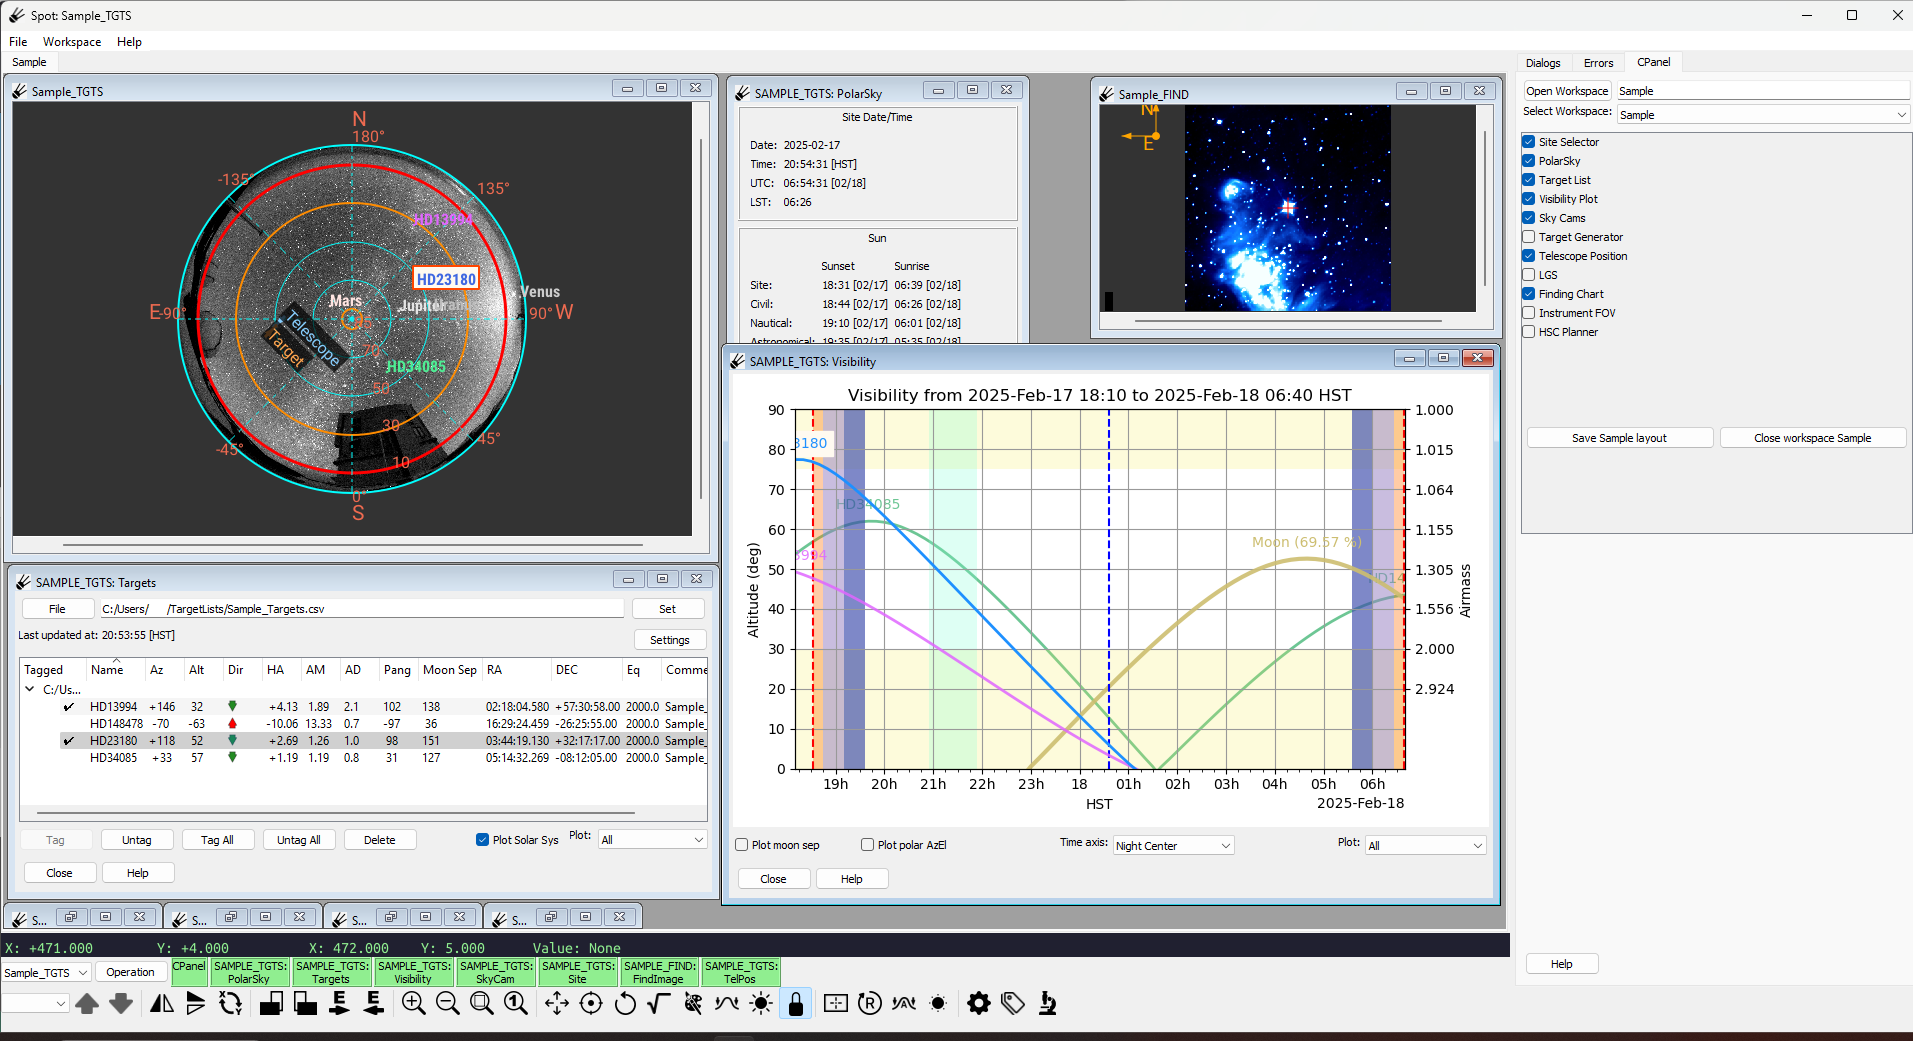 Spot: Sample_TGTS
File Workspace Help
Sample
Sample_TGTS
N
180°
-135°
135°
HD13994
HD23180
Mars
Jupiter
Venus
E
-90°
90°
W
Telescope
Target
70
HD34085
50
30
-45°
45°
10
0°
S
SAMPLE_TGTS: PolarSky
Site Date/Time
Date: 2025-02-17
Time: 20:54:31 [HST]
UTC: 06:54:31 [02/18]
LST: 06:26
Sun
Sunset Sunrise
Site: 18:31 [02/17] 06:39 [02/18]
Civil: 18:44 [02/17] 06:26 [02/18]
Nautical: 19:10 [02/17] 06:01 [02/18]
Astronomical: 19:35 [02/17] 05:35 [02/18]
Sample_FIND
N
E
Dialogs Errors CPanel
Open Workspace Sample
Select Workspace: Sample
Site Selector
PolarSky
Target List
Visibility Plot
Sky Cams
Target Generator
Telescope Position
LGS
Finding Chart
Instrument FOV
HSC Planner
Save Sample layout Close workspace Sample
Help
SAMPLE_TGTS: Visibility
Visibility from 2025-Feb-17 18:10 to 2025-Feb-18 06:40 HST
90 80 70 60 50 40 30 20 10 0
Altitude (deg)
1.000 1.015 1.064 1.155 1.305 1.556 2.000 2.924
Airmass
3180
HD34085
3994
Moon (69.57 %)
HD14
19h 20h 21h 22h 23h 18 01h 02h 03h 04h 05h 06h
HST
2025-Feb-18
Plot moon sep Plot polar AzEl Time axis: Night Center Plot: All
Close Help
SAMPLE_TGTS: Targets
File C:/Users/ /TargetLists/Sample_Targets.csv Set
Last updated at: 20:53:55 [HST] Settings
Tagged Name Az Alt Dir HA AM AD Pang Moon Sep RA DEC Eq Comme
C:/Us...
HD13994 +146 32 +4.13 1.89 2.1 102 138 02:18:04.580 +57:30:58.00 2000.0 Sample_
HD148478 -70 -63 -10.06 13.33 0.7 -97 36 16:29:24.459 -26:25:55.00 2000.0 Sample_
HD23180 +118 52 +2.69 1.26 1.0 98 151 03:44:19.130 +32:17:17.00 2000.0 Sample_
HD34085 +33 57 +1.19 1.19 0.8 31 127 05:14:32.269 -08:12:05.00 2000.0 Sample_
Tag Untag Tag All Untag All Delete Plot Solar Sys Plot: All
Close Help
S... S... S... S...
X: +471.000 Y: +4.000 X: 472.000 Y: 5.000 Value: None
Sample_TGTS Operation CPanel
SAMPLE_TGTS: PolarSky
SAMPLE_TGTS: Targets
SAMPLE_TGTS: Visibility
SAMPLE_TGTS: SkyCam
SAMPLE_TGTS: Site
SAMPLE_FIND: FindImage
SAMPLE_TGTS: TelPos